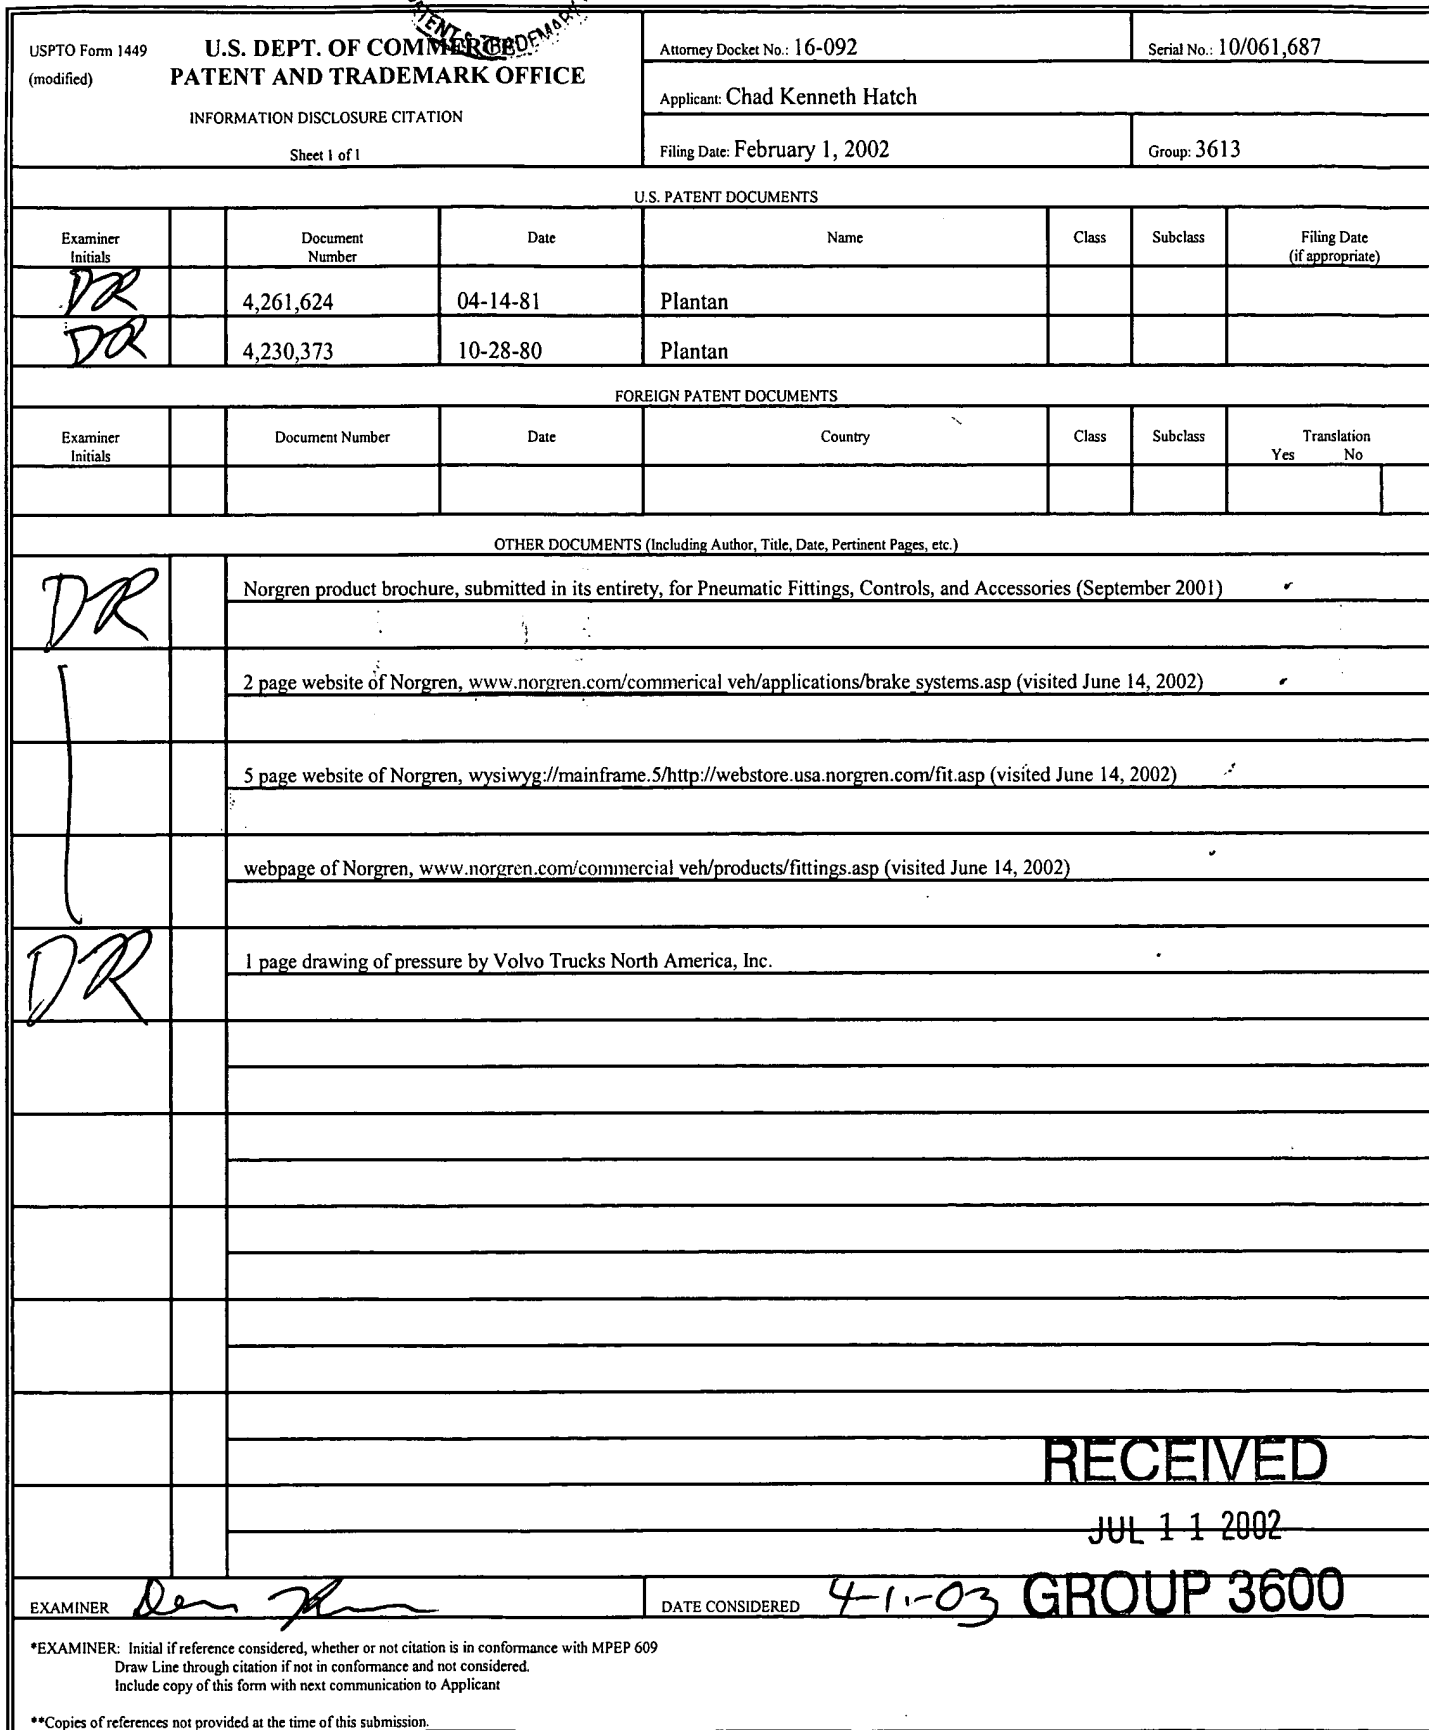 USPTO Form 1449
(modified)
U.S. DEPT. OF COMMERCE
PATENT AND TRADEMARK OFFICE
INFORMATION DISCLOSURE CITATION
Sheet 1 of 1
Attorney Docket No.: 16-092
Serial No.: 10/061,687
Applicant: Chad Kenneth Hatch
Filing Date: February 1, 2002
Group: 3613
U.S. PATENT DOCUMENTS
Examiner Initials Document Number Date Name Class Subclass Filing Date (if appropriate)
DR 4,261,624 04-14-81 Plantan
DR 4,230,373 10-28-80 Plantan
FOREIGN PATENT DOCUMENTS
Examiner Initials Document Number Date Country Class Subclass Translation
Yes No
OTHER DOCUMENTS (Including Author, Title, Date, Pertinent Pages, etc.)
DR Norgren product brochure, submitted in its entirety, for Pneumatic Fittings, Controls, and Accessories (September 2001)
2 page website of Norgren, www.norgren.com/commerical veh/applications/brake systems.asp (visited June 14, 2002)
5 page website of Norgren, wysiwyg://mainframe.5/http://webstore.usa.norgren.com/fit.asp (visited June 14, 2002)
webpage of Norgren, www.norgren.com/commercial veh/products/fittings.asp (visited June 14, 2002)
DR 1 page drawing of pressure by Volvo Trucks North America, Inc.
RECEIVED
JUL 11 2002
GROUP 3600
EXAMINER
DATE CONSIDERED 4-11-03
*EXAMINER: Initial if reference considered, whether or not citation is in conformance with MPEP 609
Draw Line through citation if not in conformance and not considered.
Include copy of this form with next communication to Applicant
**Copies of references not provided at the time of this submission.